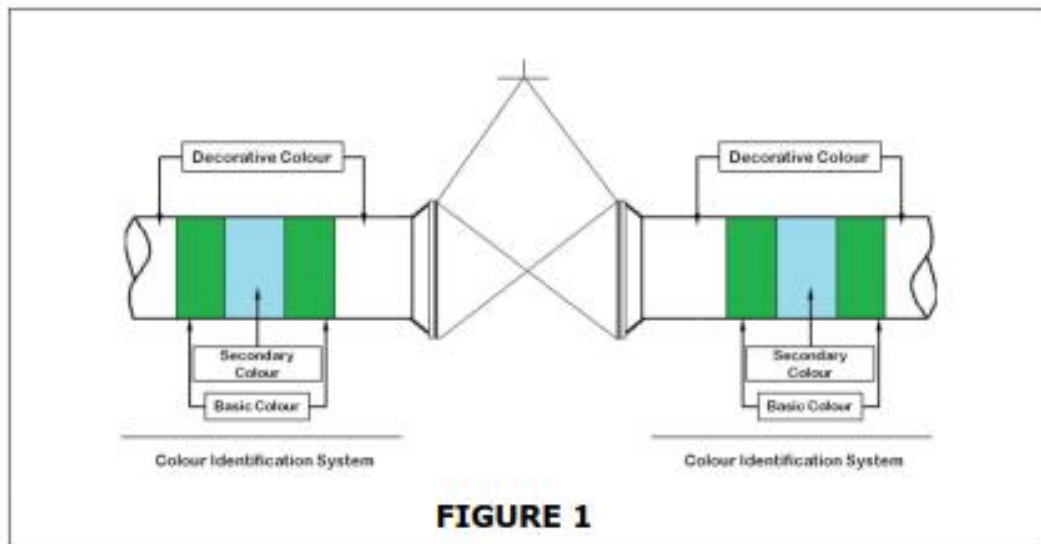 Decorative Colour
Decorative Colour
Secondary
Colour
Secondary
Colour
Basic Colour
Basic Colour
Colour Identification System
Colour Identification System
FIGURE 1